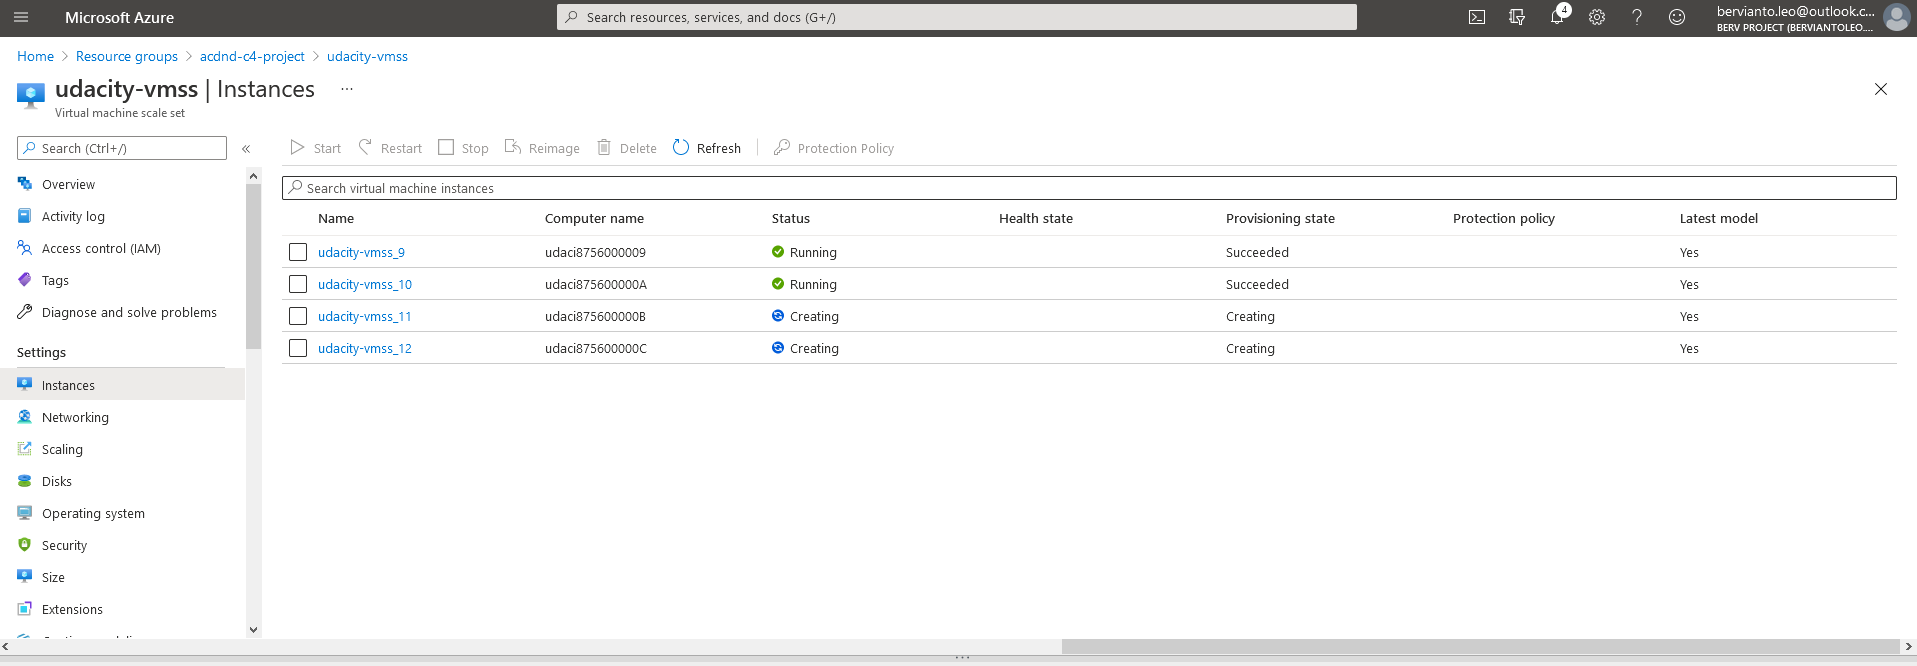 Microsoft Azure
Search resources, services, and docs (G+/)
4
bervianto.leo@outlook.c...
BERV PROJECT (BERVIANTOLEO....
Home > Resource groups > acdnd-c4-project > udacity-vmss
udacity-vmss | Instances ...
Virtual machine scale set
Search (Ctrl+/)
«
Start Restart Stop Reimage Delete Refresh Protection Policy
Overview
Activity log
Access control (IAM)
Tags
Diagnose and solve problems
Settings
Instances
Networking
Scaling
Disks
Operating system
Security
Size
Extensions
Search virtual machine instances
Name Computer name Status Health state Provisioning state Protection policy Latest model
udacity-vmss_9 udaci8756000009 Running Succeeded Yes
udacity-vmss_10 udaci875600000A Running Succeeded Yes
udacity-vmss_11 udaci875600000B Creating Creating Yes
udacity-vmss_12 udaci875600000C Creating Creating Yes